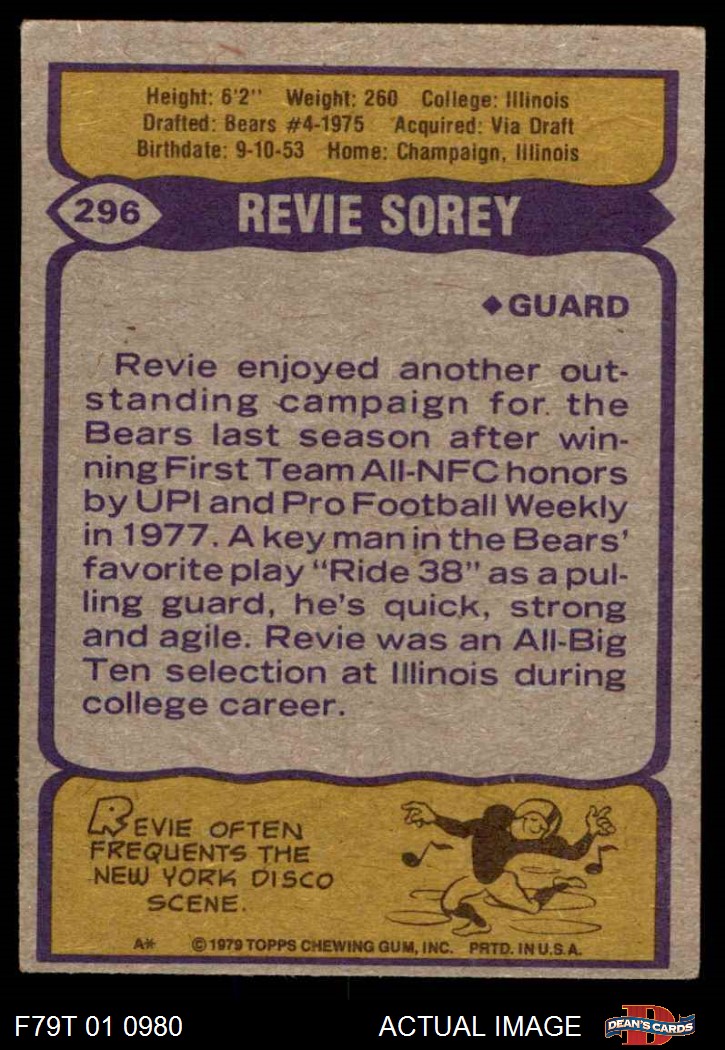 Height: 6'2" Weight: 260 College: Illinois
Drafted: Bears #4-1975 Acquired: Via Draft
Birthdate: 9-10-53 Home: Champaign, Illinois
296 REVIE SOREY
◆GUARD
Revie enjoyed another out-
standing campaign for. the
Bears last season after win-
ning First Team All-NFC honors
by UPI and Pro Football Weekly
in 1977. A key man in the Bears'
favorite play "Ride 38" as a pul-
ling guard, he's quick, strong
and agile. Revie was an All-Big
Ten selection at Illinois during
college career.
REVIE OFTEN
FREQUENTS THE
NEW YORK DISCO
SCENE.
A* ©1979 TOPPS CHEWING GUM, INC. PRTD. IN U.S.A.
F79T 01 0980 ACTUAL IMAGE D DEAN'S CARDS